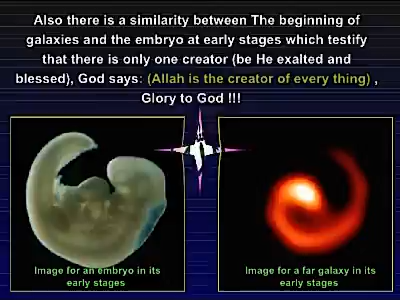 Also there is a similarity between The beginning of
galaxies and the embryo at early stages which testify
that there is only one creator (be He exalted and
blessed), God says: (Allah is the creator of every thing) ,
Glory to God !!!
Image for an embryo in its
early stages
Image for a far galaxy in its
early stages